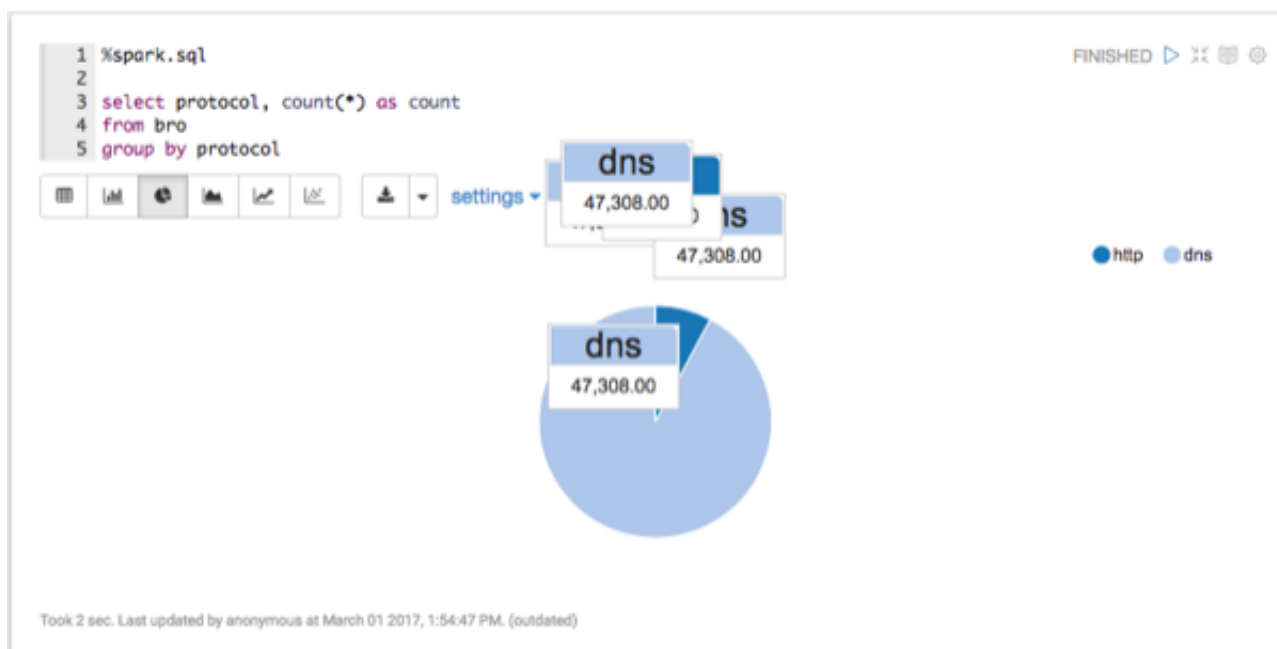 1 %spark.sql
2
3 select protocol, count(*) as count
4 from bro
5 group by protocol
FINISHED
settings
dns
47,308.00
ns
47,308.00
http dns
dns
47,308.00
Took 2 sec. Last updated by anonymous at March 01 2017, 1:54:47 PM. (outdated)